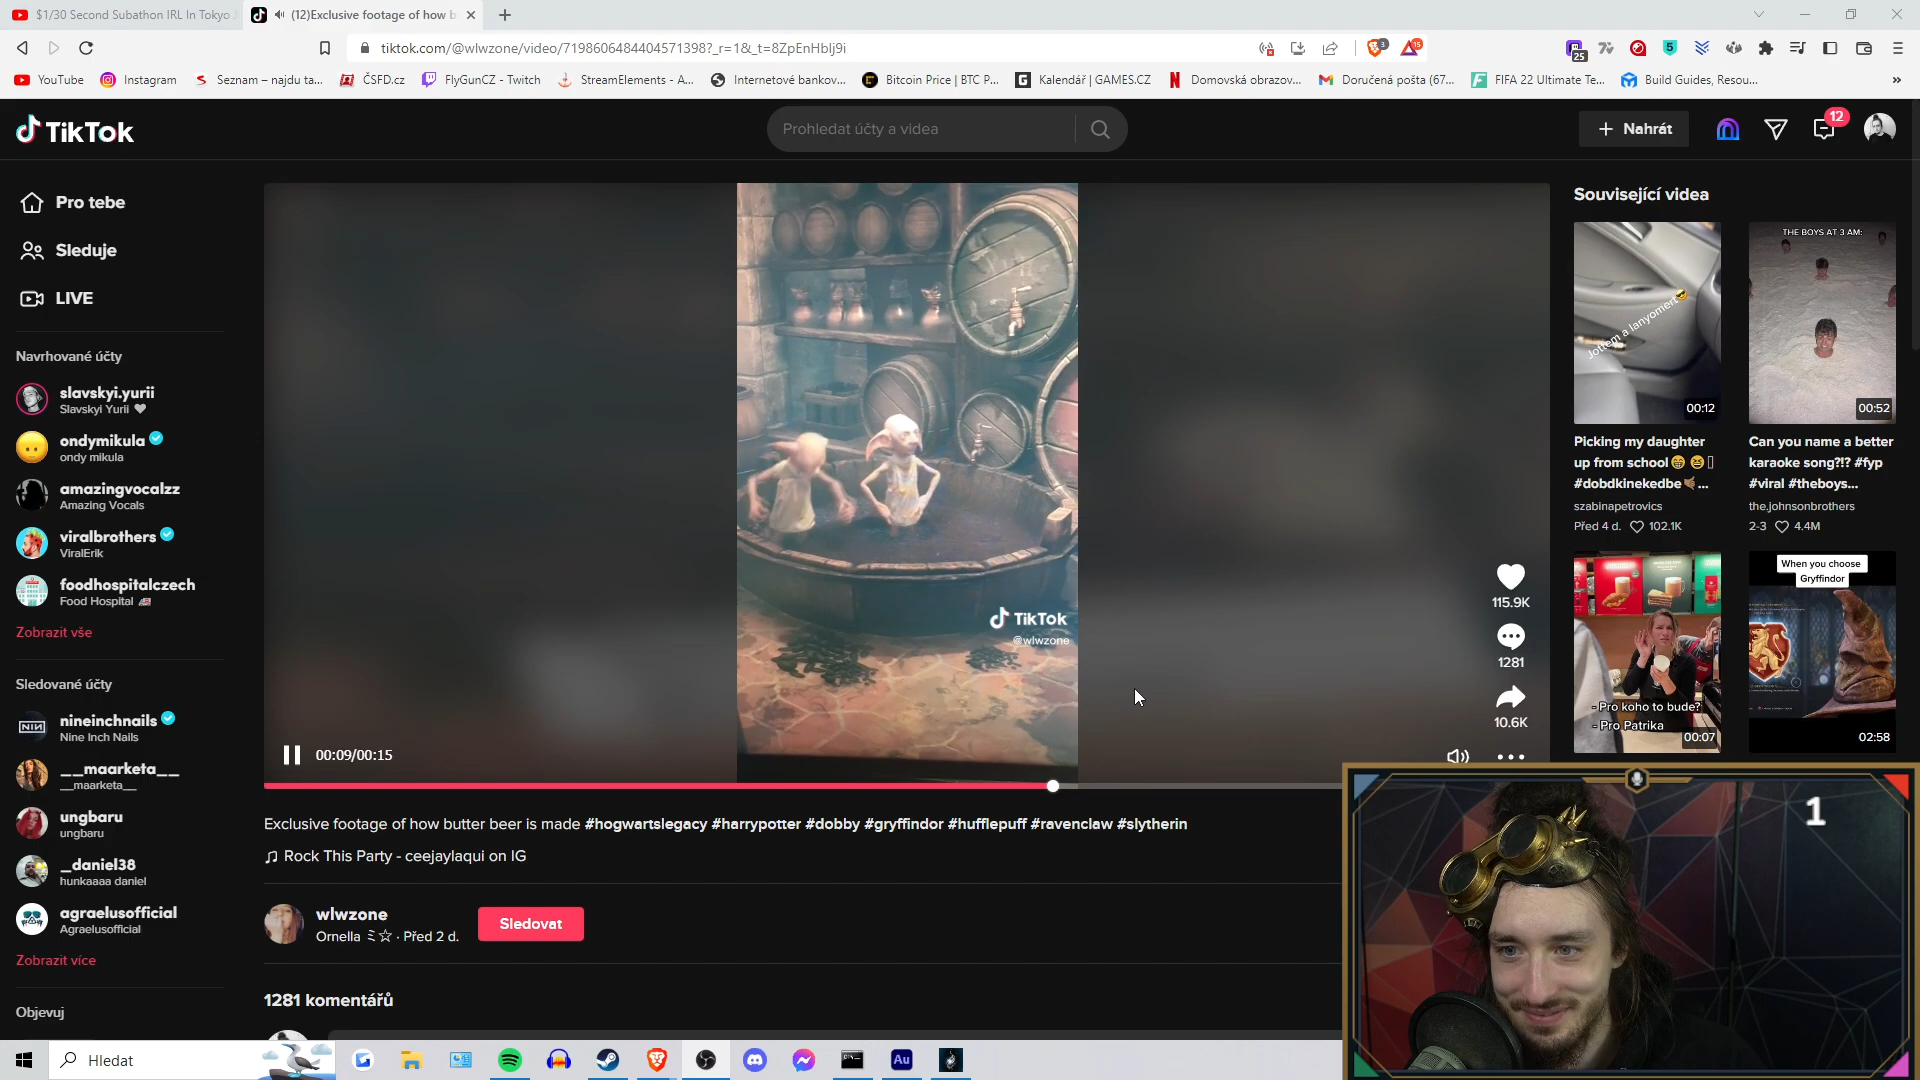 $1/30 Second Subathon IRL In Tokyo J
(12)Exclusive footage of how b
tiktok.com/@wlwzone/video/7198606484404571398?_r=1&_t=8ZpEnHbIj9i
3
15
25
5
YouTube
Instagram
Seznam – najdu ta...
ČSFD.cz
FlyGunCZ - Twitch
StreamElements - A...
Internetové bankov...
Bitcoin Price | BTC P...
Kalendář | GAMES.CZ
Domovská obrazov...
Doručená pošta (67...
FIFA 22 Ultimate Te...
Build Guides, Resou...
TikTok
Prohledat účty a videa
Nahrát
12
Pro tebe
Sleduje
LIVE
Navrhované účty
slavskyi.yurii
Slavskyi Yurii
ondymikula
ondy mikula
amazingvocalzz
Amazing Vocals
viralbrothers
ViralErik
foodhospitalczech
Food Hospital
Zobrazit vše
Sledované účty
NIN
nineinchnails
Nine Inch Nails
__maarketa__
__maarketa__
ungbaru
ungbaru
_daniel38
hunkaaaa daniel
agraelusofficial
Agraelusofficial
Zobrazit více
Objevuj
TikTok
@wlwzone
115.9K
1281
10.6K
00:09/00:15
Exclusive footage of how butter beer is made #hogwartslegacy #harrypotter #dobby #gryffindor #hufflepuff #ravenclaw #slytherin
Rock This Party - ceejaylaqui on IG
wlwzone
Ornella ミ☆ · Před 2 d.
Sledovat
1281 komentářů
Související videa
Jöttem a lányomért
00:12
Picking my daughter
up from school
#dobdkinekedbe ...
szabinapetrovics
Před 4 d. 102.1K
THE BOYS AT 3 AM:
00:52
Can you name a better
karaoke song?!? #fyp
#viral #theboys...
the.johnsonbrothers
2-3 4.4M
- Pro koho to bude?
- Pro Patrika
00:07
When you choose
Gryffindor
02:58
1
Hledat
Au